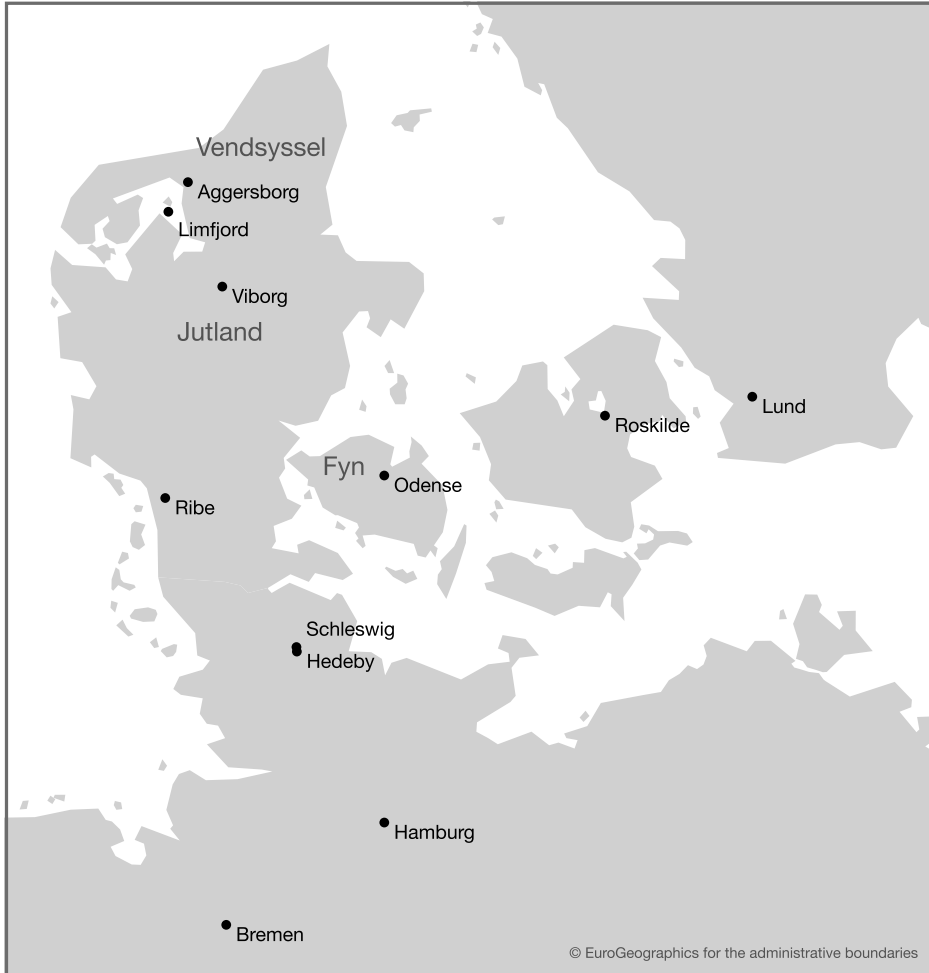 Vendsyssel
Aggersborg
Limfjord
Viborg
Jutland
Lund
Roskilde
Fyn
Odense
Ribe
Schleswig
Hedeby
Hamburg
Bremen
© EuroGeographics for the administrative boundaries